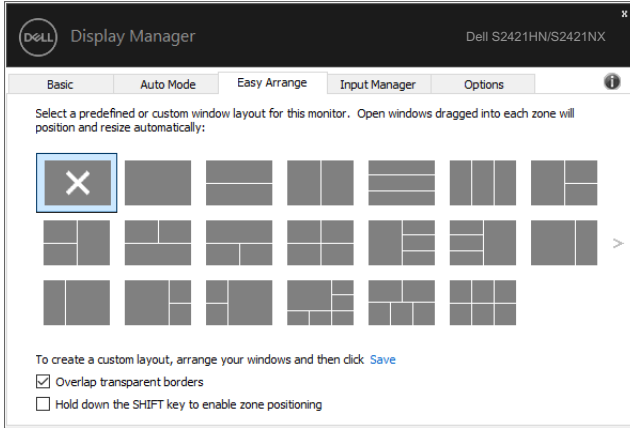 x
DELL Display Manager
Dell S2421HN/S2421NX
Basic Auto Mode Easy Arrange Input Manager Options i
Select a predefined or custom window layout for this monitor. Open windows dragged into each zone will
position and resize automatically:
>
To create a custom layout, arrange your windows and then click Save
Overlap transparent borders
Hold down the SHIFT key to enable zone positioning